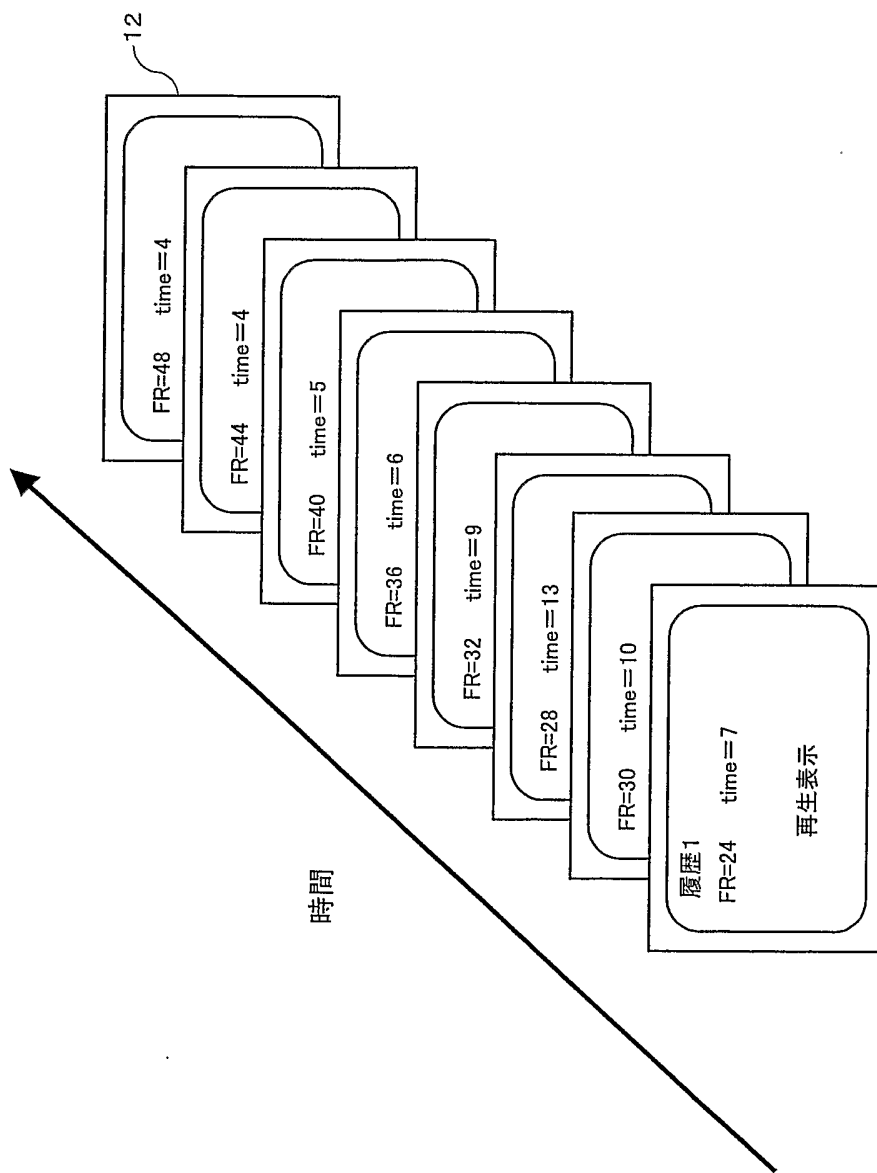 12
FR=48 time=4
FR=44 time=4
FR=40 time=5
FR=36 time=6
FR=32 time=9
FR=28 time=13
FR=30 time=10
履歴1
FR=24 time=7
再生表示
時間